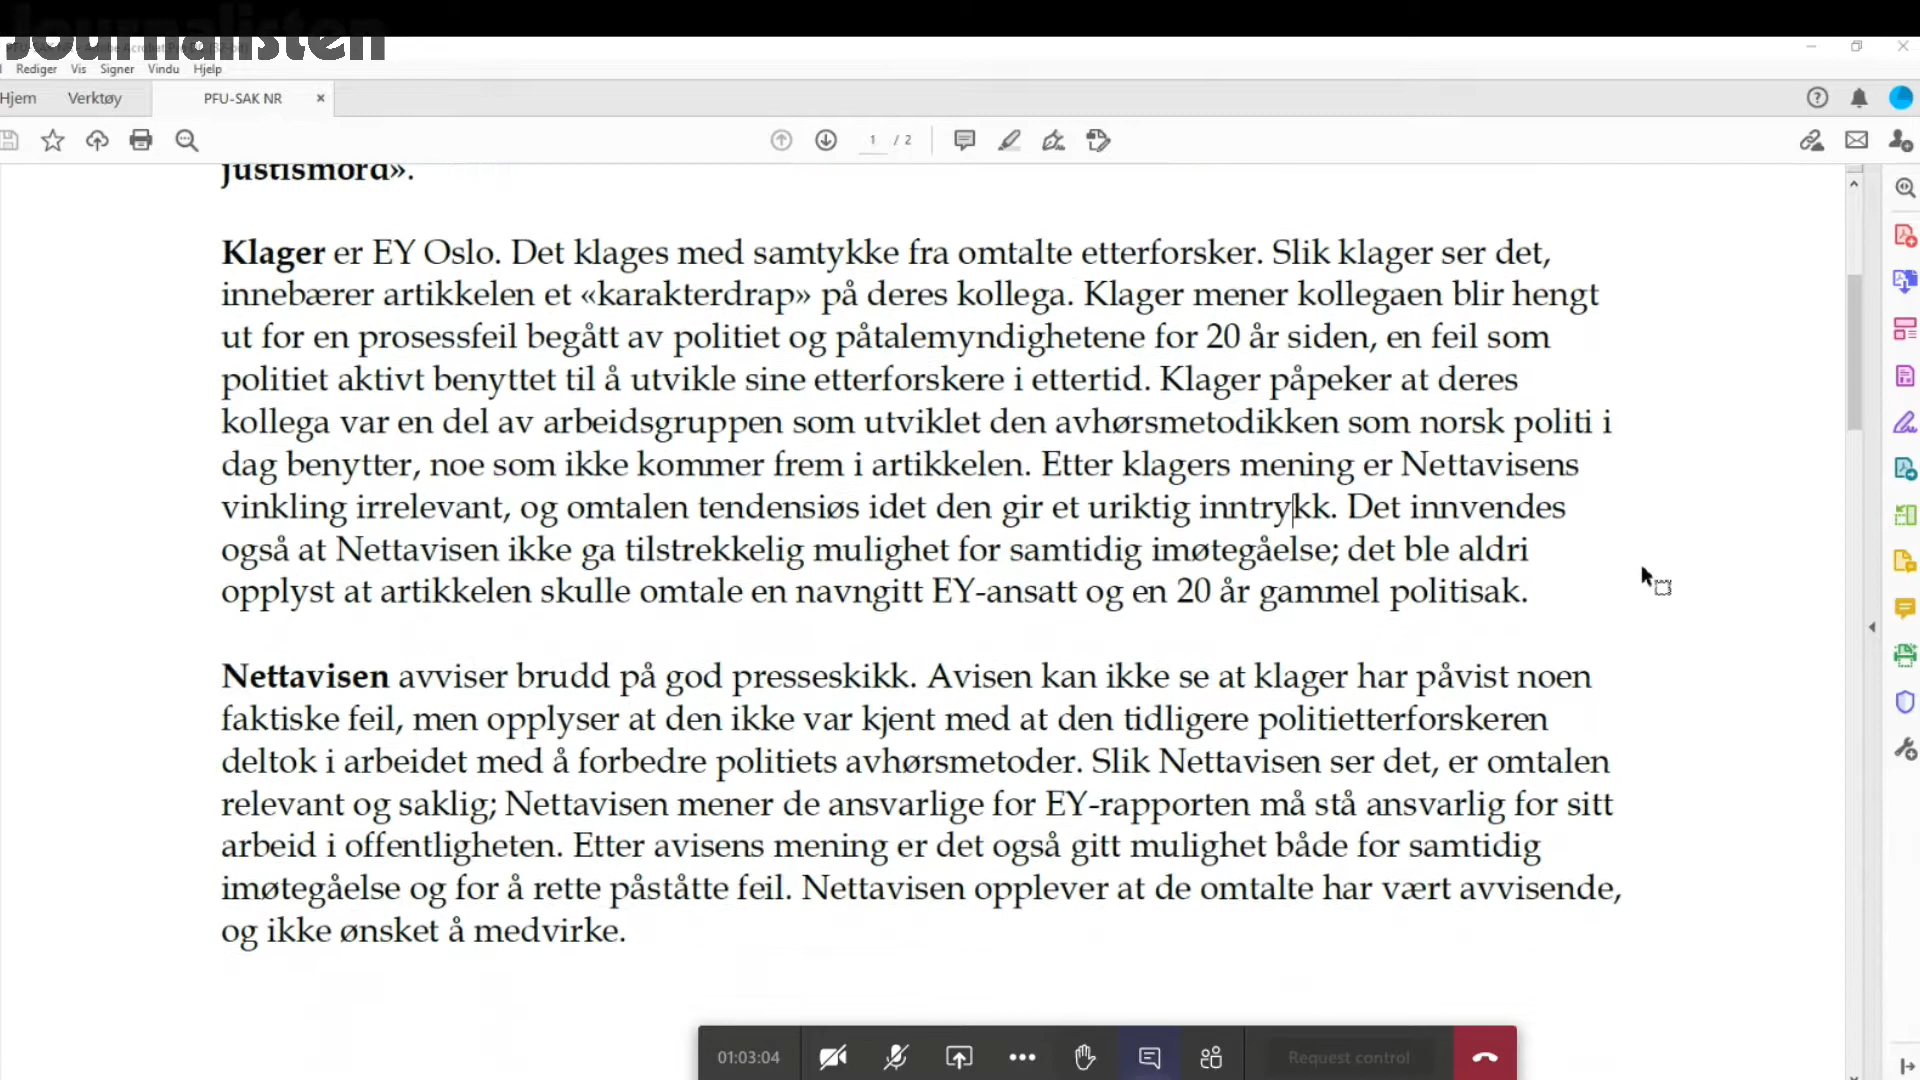 Journalisten
Rediger Vis Signer Vindu Hjelp
Hjem Verktøy PFU-SAK NR
1 / 2
justismord».
Klager er EY Oslo. Det klages med samtykke fra omtalte etterforsker. Slik klager ser det,
innebærer artikkelen et «karakterdrap» på deres kollega. Klager mener kollegaen blir hengt
ut for en prosessfeil begått av politiet og påtalemyndighetene for 20 år siden, en feil som
politiet aktivt benyttet til å utvikle sine etterforskere i ettertid. Klager påpeker at deres
kollega var en del av arbeidsgruppen som utviklet den avhørsmetodikken som norsk politi i
dag benytter, noe som ikke kommer frem i artikkelen. Etter klagers mening er Nettavisens
vinkling irrelevant, og omtalen tendensiøs idet den gir et uriktig inntrykk. Det innvendes
også at Nettavisen ikke ga tilstrekkelig mulighet for samtidig imøtegåelse; det ble aldri
opplyst at artikkelen skulle omtale en navngitt EY-ansatt og en 20 år gammel politisak.
Nettavisen avviser brudd på god presseskikk. Avisen kan ikke se at klager har påvist noen
faktiske feil, men opplyser at den ikke var kjent med at den tidligere politietterforskeren
deltok i arbeidet med å forbedre politiets avhørsmetoder. Slik Nettavisen ser det, er omtalen
relevant og saklig; Nettavisen mener de ansvarlige for EY-rapporten må stå ansvarlig for sitt
arbeid i offentligheten. Etter avisens mening er det også gitt mulighet både for samtidig
imøtegåelse og for å rette påståtte feil. Nettavisen opplever at de omtalte har vært avvisende,
og ikke ønsket å medvirke.
01:03:04 Request control